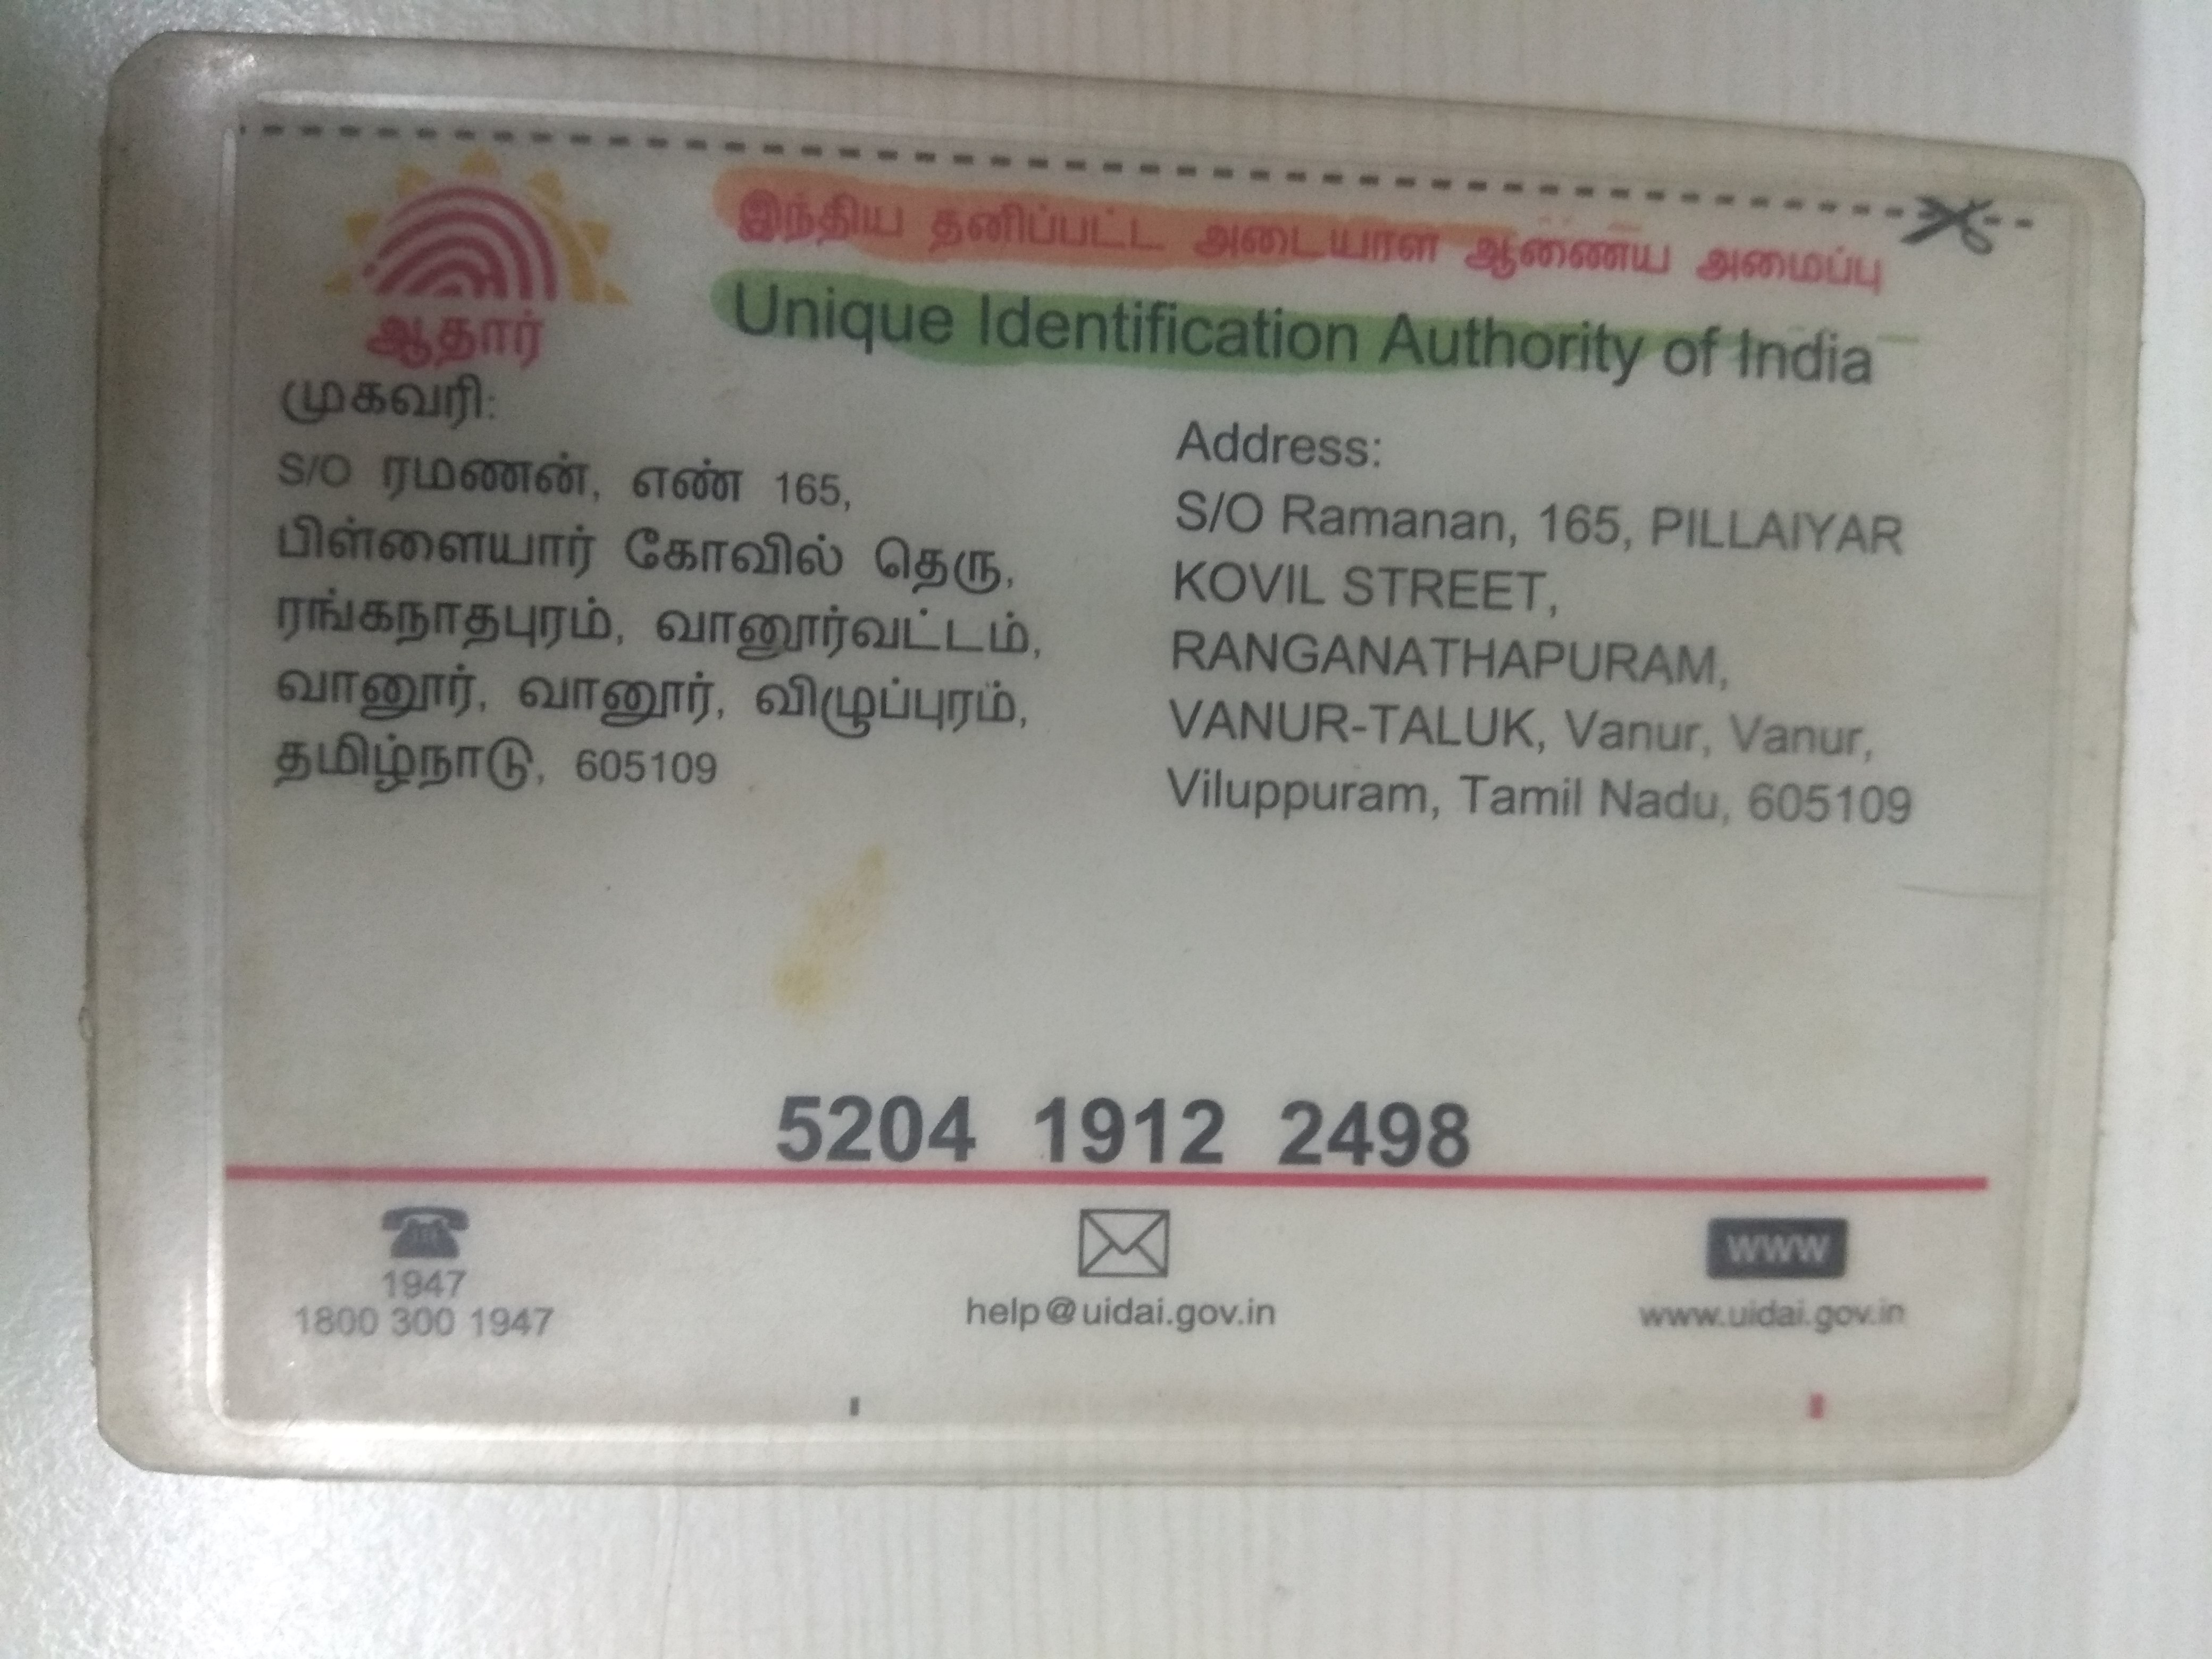 இந்திய தனிப்பட்ட அடையாள ஆணைய அமைப்பு
Unique Identification Authority of India
ஆதார்
முகவரி:
S/O ரமணன், எண் 165,
பிள்ளையார் கோவில் தெரு,
ரங்கநாதபுரம், வானூர்வட்டம்,
வானூர், வானூர், விழுப்புரம்,
தமிழ்நாடு, 605109
Address:
S/O Ramanan, 165, PILLAIYAR
KOVIL STREET,
RANGANATHAPURAM,
VANUR-TALUK, Vanur, Vanur,
Viluppuram, Tamil Nadu, 605109
5204 1912 2498
1947
1800 300 1947
help@uidai.gov.in
www
www.uidai.gov.in